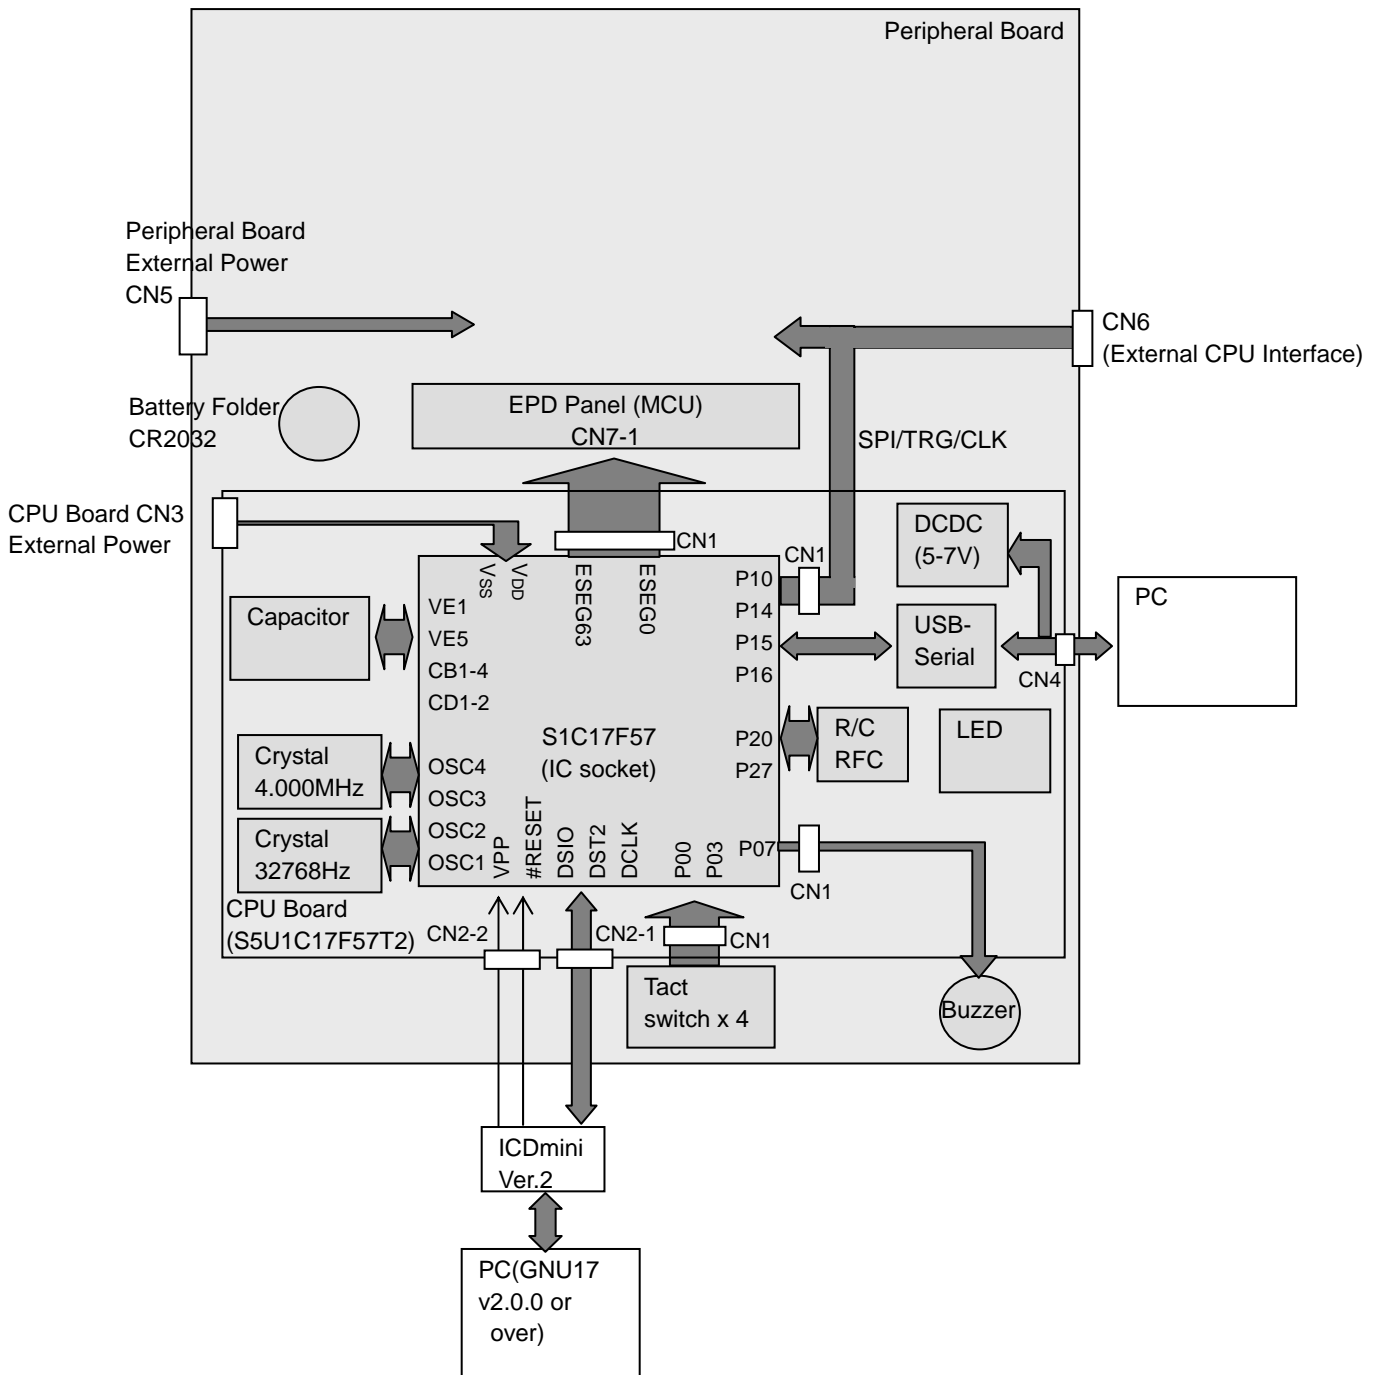 Peripheral Board
Peripheral Board
External Power
CN5
CN6
(External CPU Interface)
Battery Folder
CR2032
EPD Panel (MCU)
CN7-1
SPI/TRG/CLK
CPU Board CN3
External Power
CN1
CN1
DCDC
(5-7V)
PC
Capacitor
VSS
VDD
ESEG63
ESEG0
VE1
VE5
CB1-4
CD1-2
P10
P14
P15
P16
USB-
Serial
CN4
S1C17F57
(IC socket)
P20
P27
R/C
RFC
LED
Crystal
4.000MHz
OSC4
OSC3
Crystal
32768Hz
OSC2
OSC1
VPP
#RESET
DSIO
DST2
DCLK
P00
P03
P07
CN1
CPU Board
(S5U1C17F57T2)
CN2-2
CN2-1
CN1
Tact
switch x 4
Buzzer
ICDmini
Ver.2
PC(GNU17
v2.0.0 or
over)